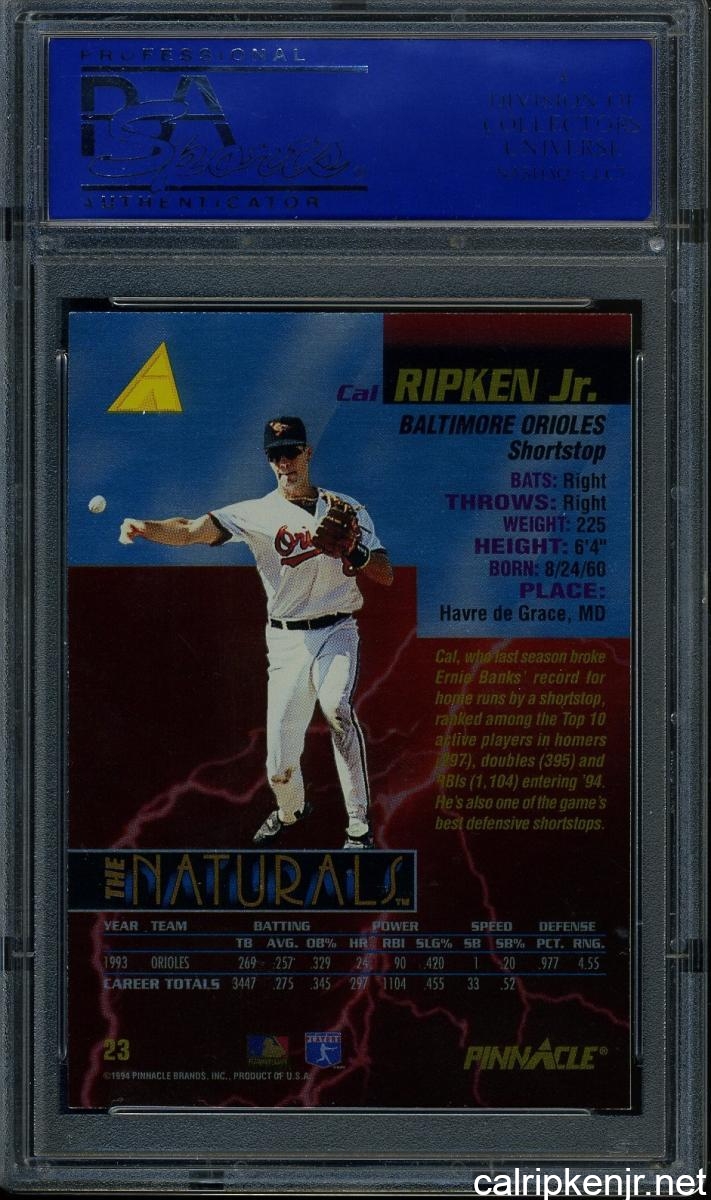 PROFESSIONAL
PSA
Sports
AUTHENTICATOR
A
DIVISION OF
COLLECTORS
UNIVERSE
NASDAQ: CLCT
Cal RIPKEN Jr.
BALTIMORE ORIOLES
Shortstop
BATS: Right
THROWS: Right
WEIGHT: 225
HEIGHT: 6'4"
BORN: 8/24/60
PLACE:
Havre de Grace, MD
Cal, who last season broke
Ernie Banks' record for
home runs by a shortstop,
ranked among the Top 10
active players in homers
(297), doubles (395) and
RBIs (1,104) entering '94.
He's also one of the game's
best defensive shortstops.
Ori
THE NATURALS™
YEAR TEAM BATTING POWER SPEED DEFENSE
TB AVG. OB% HR RBI SLG% SB SB% PCT. RNG.
1993 ORIOLES 269 .257 .329 24 90 .420 1 .20 .977 4.55
CAREER TOTALS 3447 .275 .345 297 1104 .455 33 .52
23
PLAYERS
PINNACLE®
©1994 PINNACLE BRANDS, INC., PRODUCT OF U.S.A.
calripkenjr.net